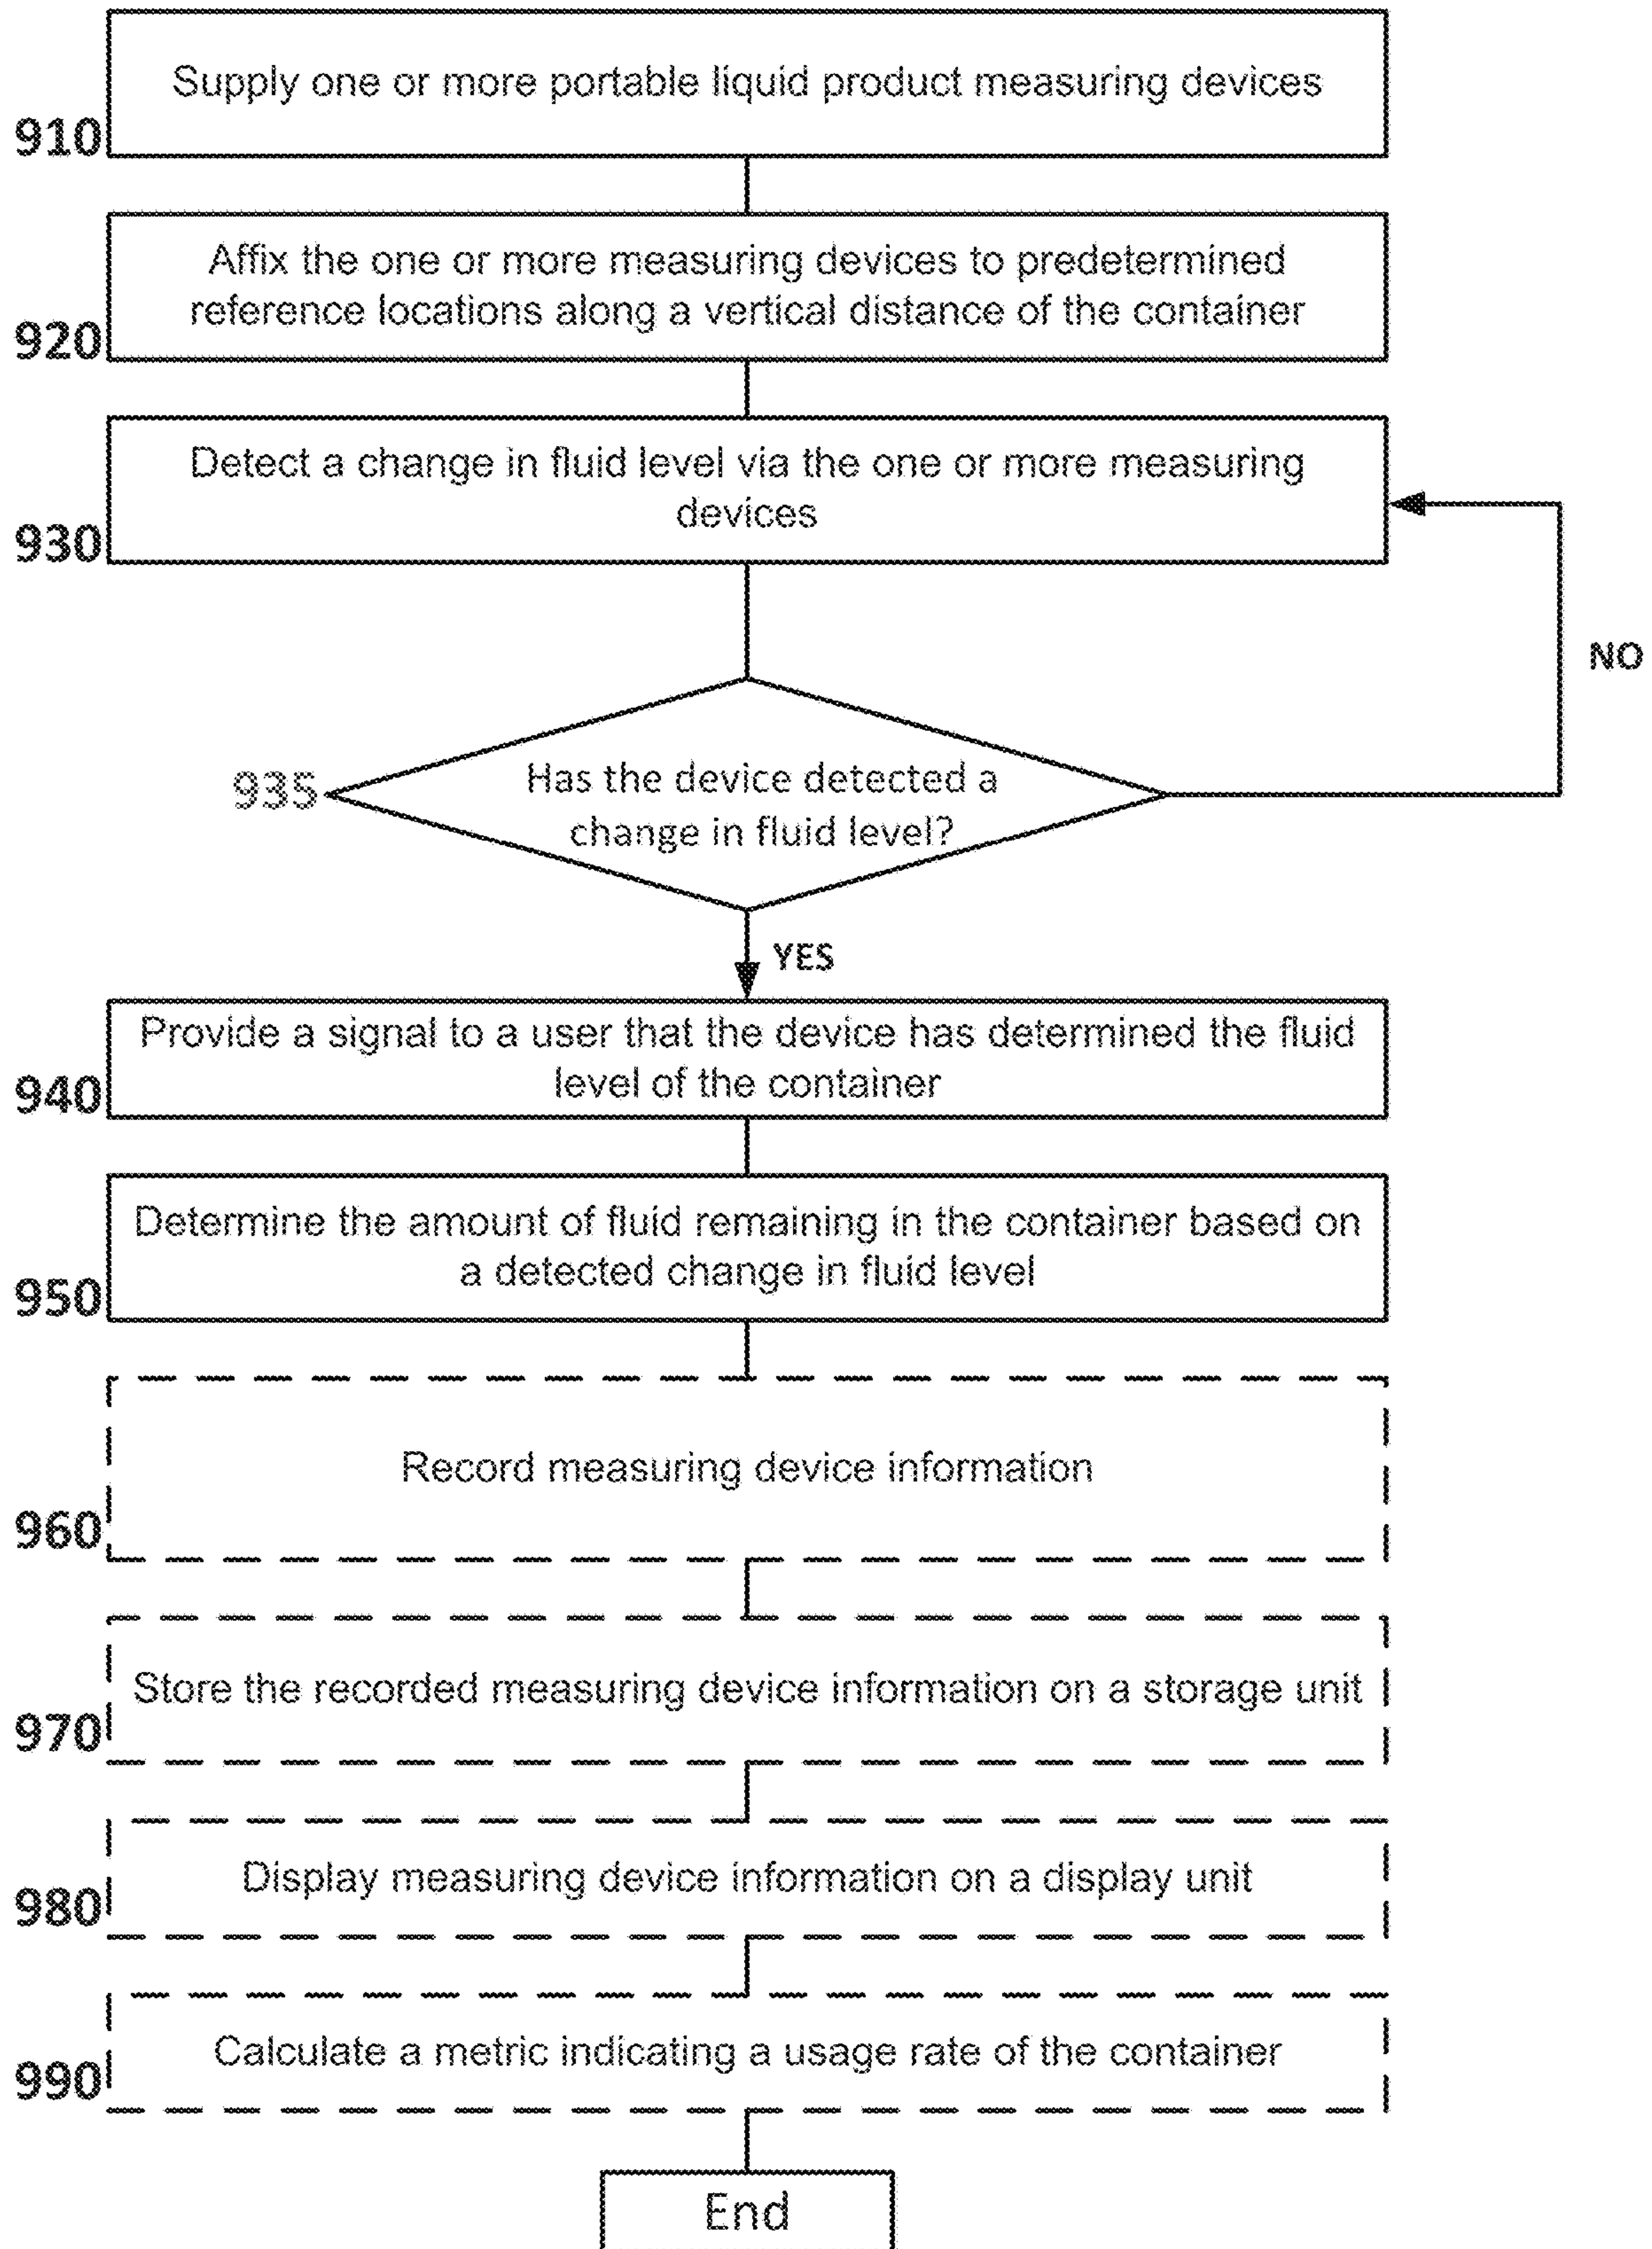 Supply one or more portable liquid product measuring devices
910
Affix the one or more measuring devices to predetermined
reference locations along a vertical distance of the container
920
Detect a change in fluid level via the one or more measuring
devices
930
NO
935
Has the device detected a
change in fluid level?
YES
Provide a signal to a user that the device has determined the fluid
level of the container
940
Determine the amount of fluid remaining in the container based on
a detected change in fluid level
950
Record measuring device information
960
Store the recorded measuring device information on a storage unit
970
Display measuring device information on a display unit
980
Calculate a metric indicating a usage rate of the container
990
End